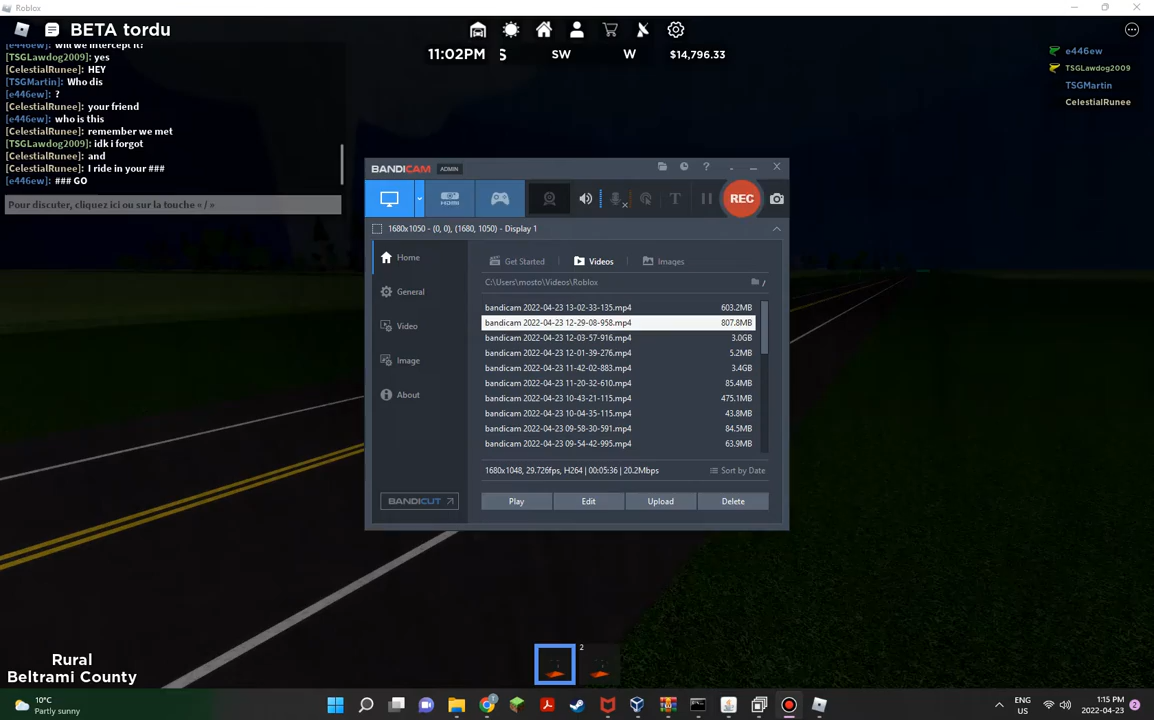 Roblox
BETA tordu
11:02PM S SW W $14,796.33
[e446ew]: will we intercept it?
[TSGLawdog2009]: yes
[CelestialRunee]: HEY
[TSGMartin]: Who dis
[e446ew]: ?
[CelestialRunee]: your friend
[e446ew]: who is this
[CelestialRunee]: remember we met
[TSGLawdog2009]: idk i forgot
[CelestialRunee]: and
[CelestialRunee]: I ride in your ###
[e446ew]: ### GO
Pour discuter, cliquez ici ou sur la touche « / »
e446ew
TSGLawdog2009
TSGMartin
CelestialRunee
BANDICAM ADMIN
HDMI
REC
1680x1050 - (0, 0), (1680, 1050) - Display 1
Home
General
Video
Image
About
BANDICUT
Get Started Videos Images
C:\Users\mosto\Videos\Roblox
bandicam 2022-04-23 13-02-33-135.mp4 603.2MB
bandicam 2022-04-23 12-29-08-958.mp4 807.8MB
bandicam 2022-04-23 12-03-57-916.mp4 3.0GB
bandicam 2022-04-23 12-01-39-276.mp4 5.2MB
bandicam 2022-04-23 11-42-02-883.mp4 3.4GB
bandicam 2022-04-23 11-20-32-610.mp4 85.4MB
bandicam 2022-04-23 10-43-21-115.mp4 475.1MB
bandicam 2022-04-23 10-04-35-115.mp4 43.8MB
bandicam 2022-04-23 09-58-30-591.mp4 84.5MB
bandicam 2022-04-23 09-54-42-995.mp4 63.9MB
1680x1048, 29.726fps, H264 | 00:05:36 | 20.2Mbps Sort by Date
Play Edit Upload Delete
2
Rural
Beltrami County
10°C
Partly sunny
ENG
US
1:15 PM
2022-04-23
2